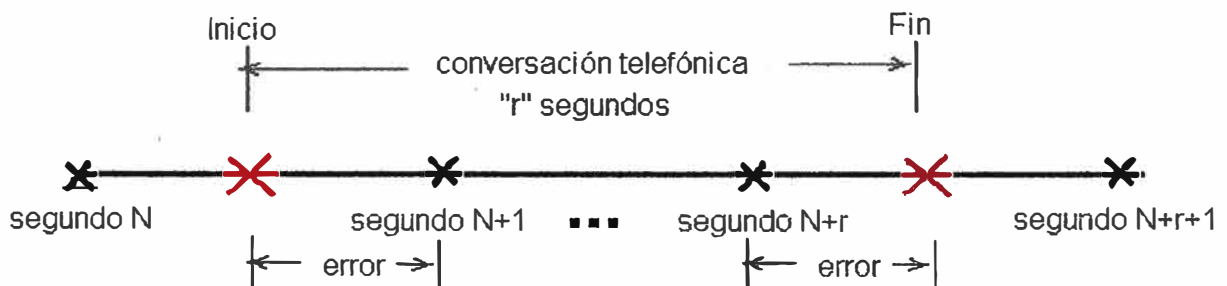 Inicio
Fin
conversación telefónica
"r" segundos
segundo N
segundo N+1
...
segundo N+r
segundo N+r+1
error
error